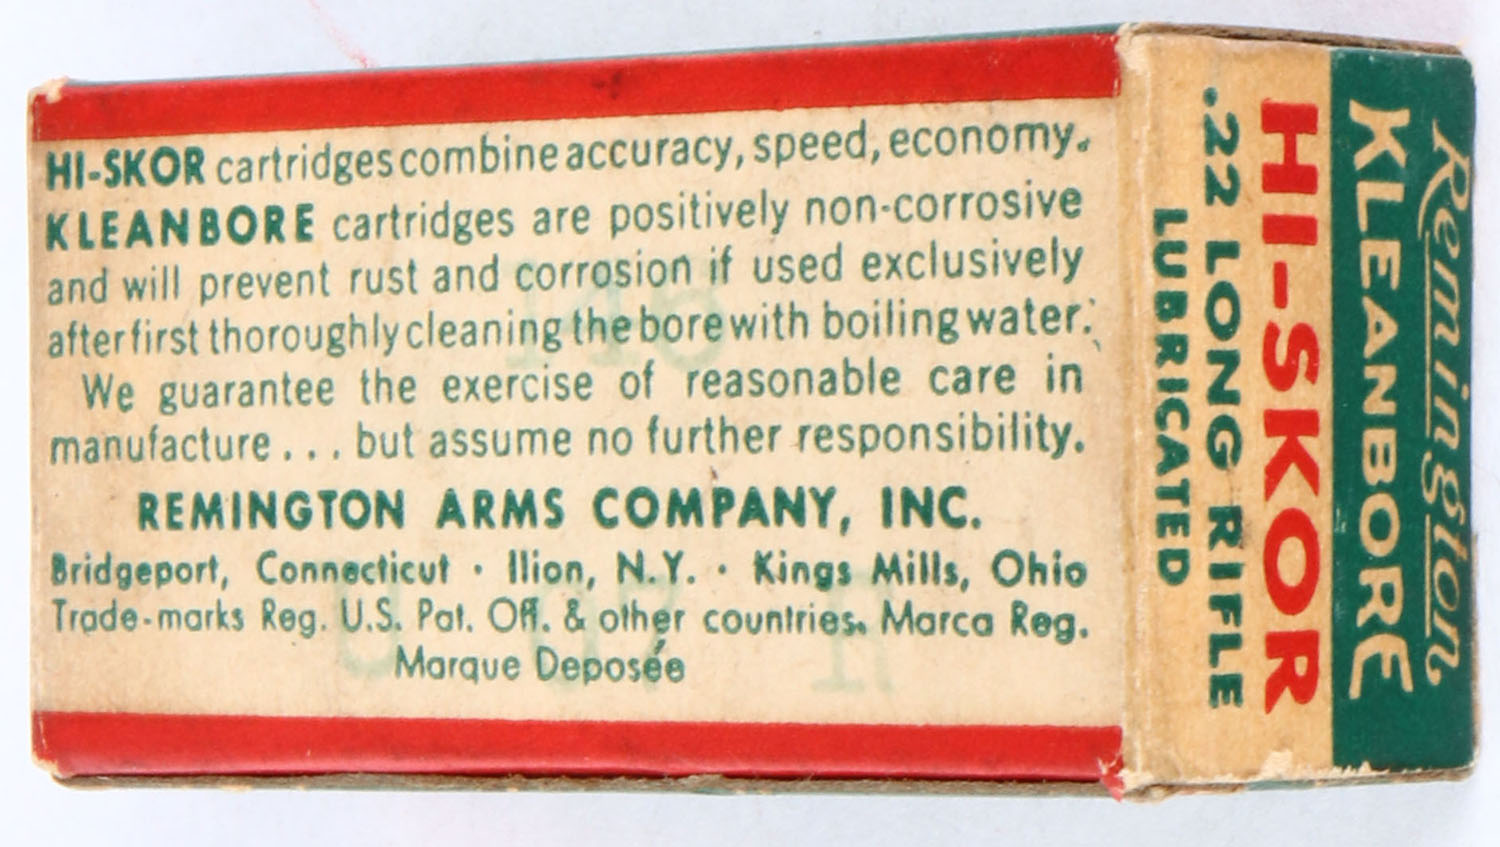 HI-SKOR cartridges combine accuracy, speed, economy.
KLEANBORE cartridges are positively non-corrosive
and will prevent rust and corrosion if used exclusively
after first thoroughly cleaning the bore with boiling water.
We guarantee the exercise of reasonable care in
manufacture... but assume no further responsibility.
REMINGTON ARMS COMPANY, INC.
Bridgeport, Connecticut · Ilion, N.Y. · Kings Mills, Ohio
Trade-marks Reg. U.S. Pat. Off. & other countries. Marca Reg.
Marque Deposée
Remington
KLEANBORE
HI-SKOR
.22 LONG RIFLE
LUBRICATED